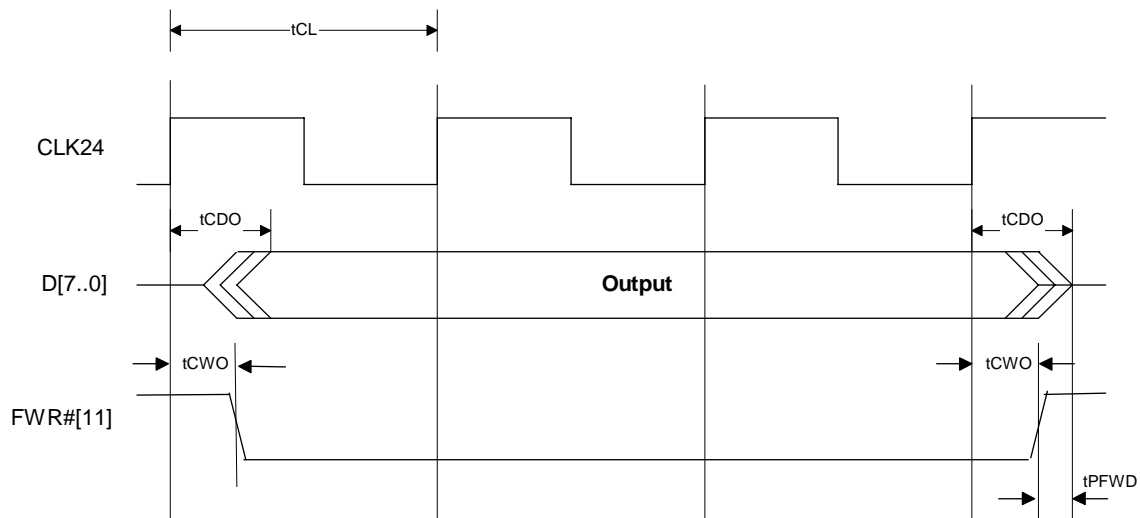 tCL
CLK24
tCDO
tCDO
D[7..0]
Output
tCWO
tCWO
FWR#[11]
tPFWD